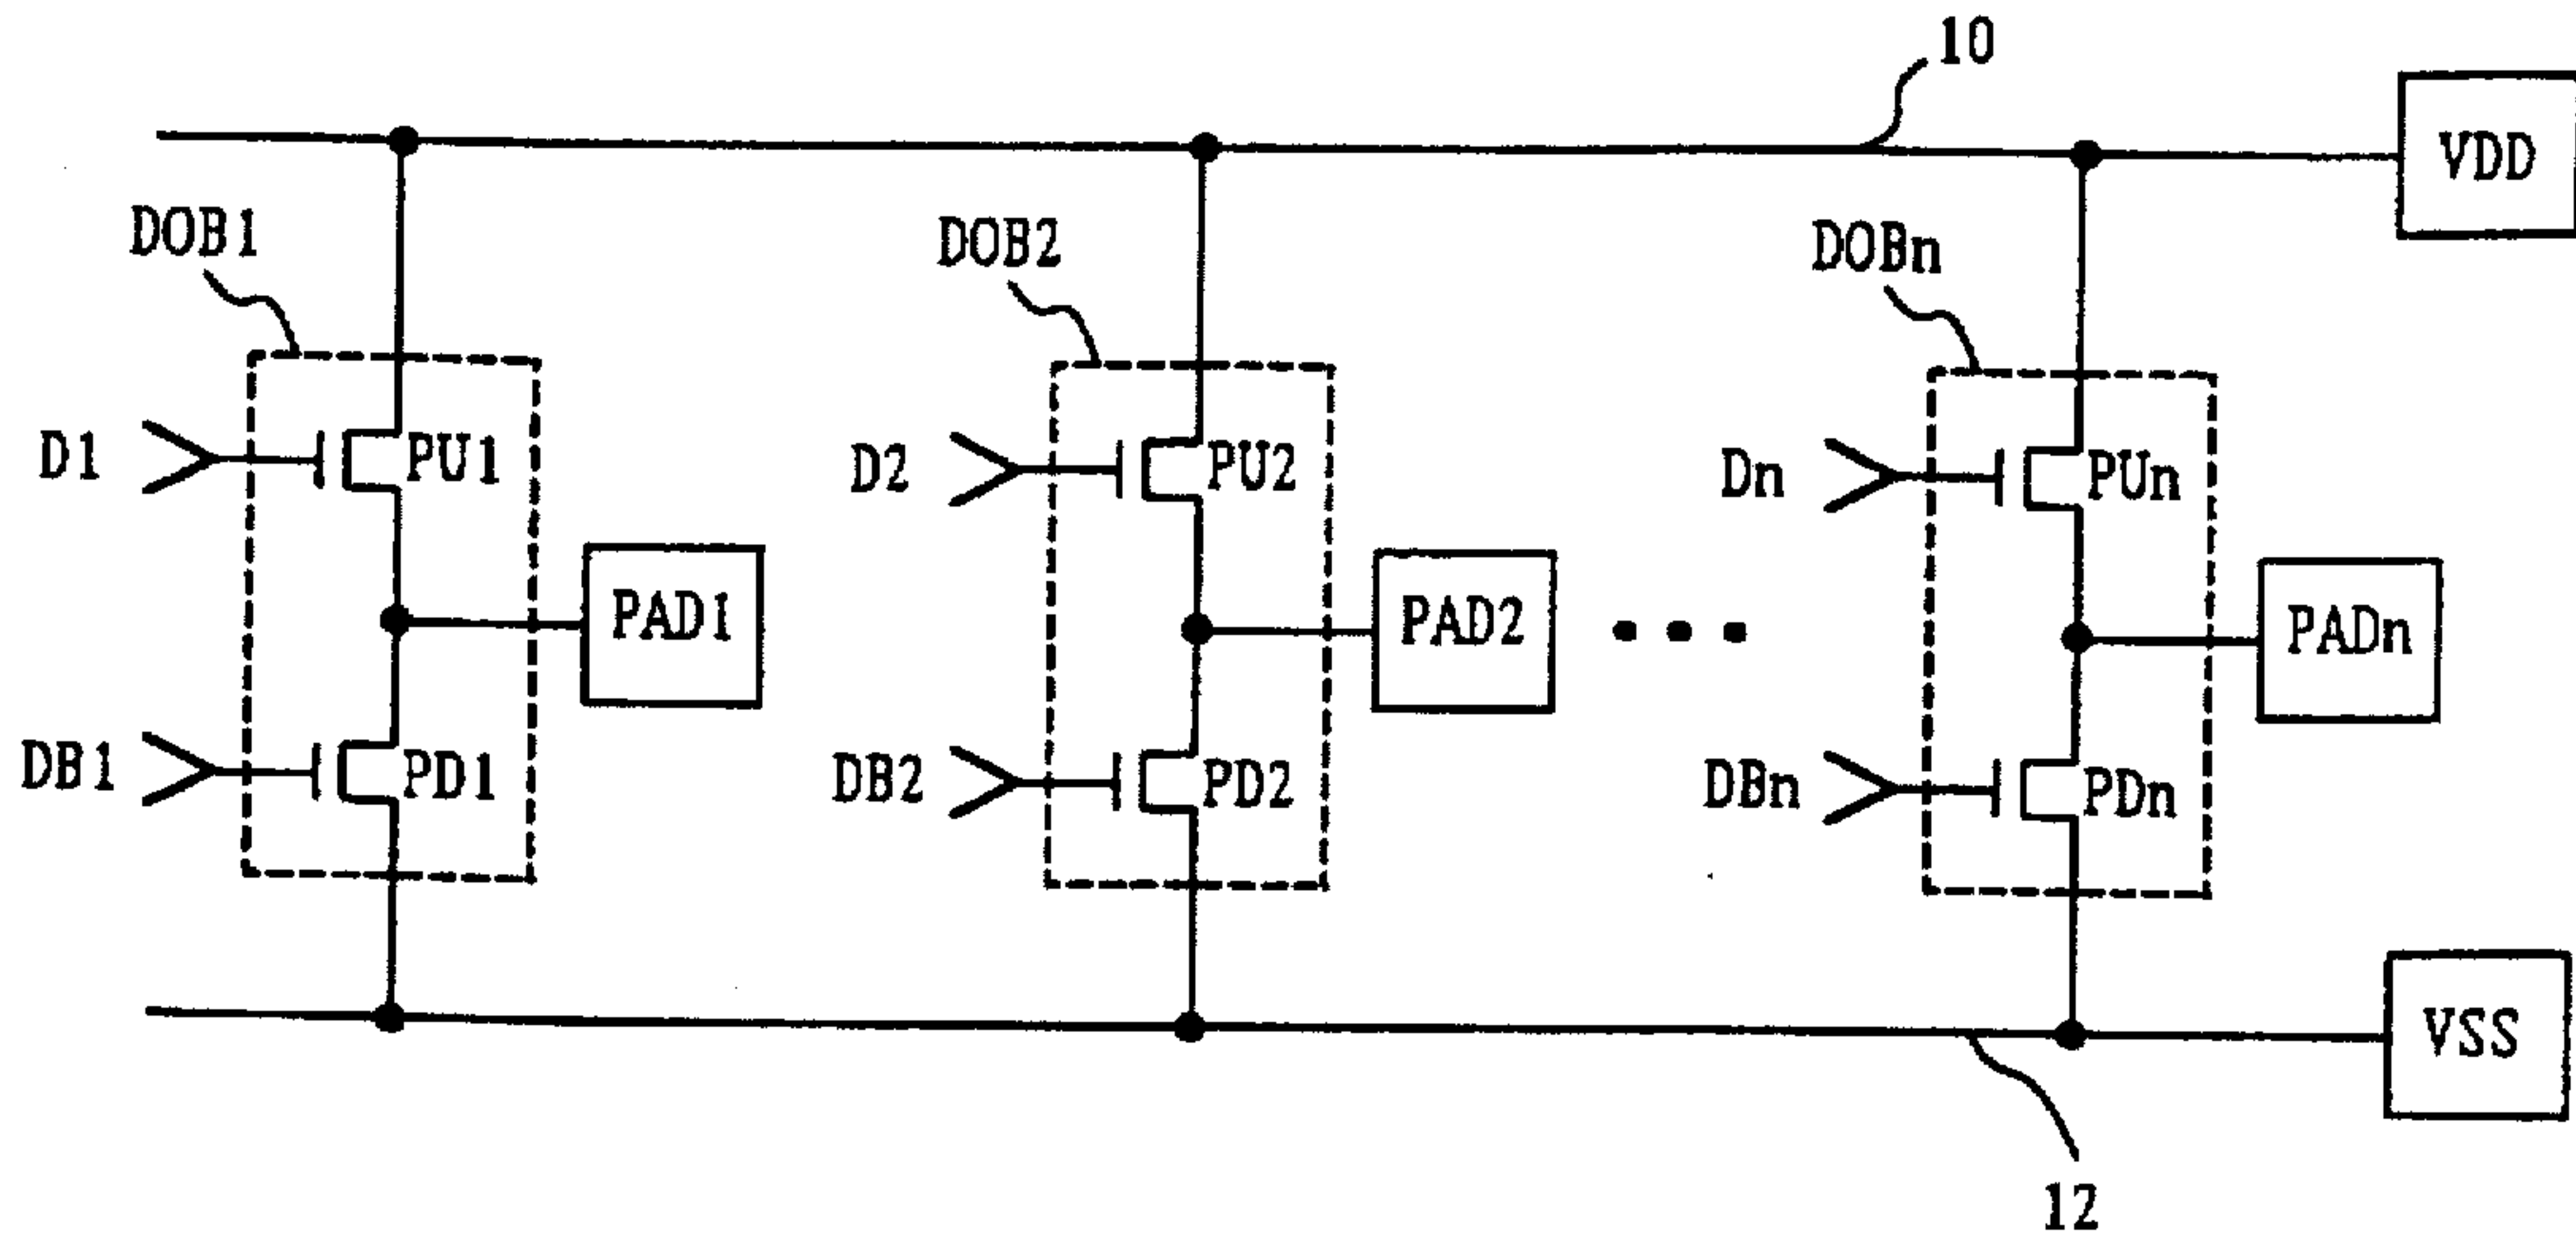 10
VDD
DOB1
DOB2
DOBn
D1
PU1
D2
PU2
Dn
PUn
PAD1
PAD2
PADn
DB1
PD1
DB2
PD2
DBn
PDn
VSS
12